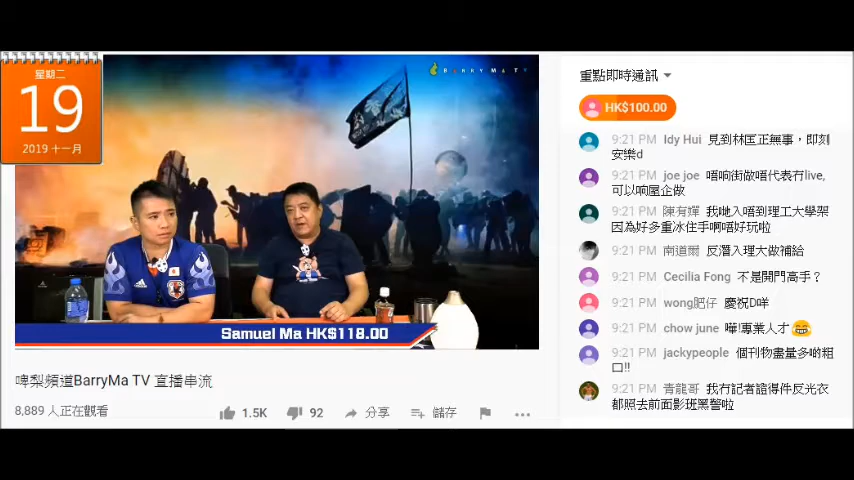 星期二
19
2019 十一月
BARRY MA TV
Samuel Ma HK$118.00
啤梨頻道BarryMa TV 直播串流
8,889 人正在觀看
1.5K
92
分享
儲存
重點即時通訊
HK$100.00
9:21 PM Idy Hui 見到林匡正無事，即刻
安樂d
9:21 PM joe joe 唔响街做唔代表冇live,
可以响屋企做
9:21 PM 陳有嬋 我哋入唔到理工大學架
因為好多重冰住手啊唔好玩啦
9:21 PM 南道爾 反潛入理大做補給
9:21 PM Cecilia Fong 不是開門高手？
9:21 PM wong肥仔 慶祝D咩
9:21 PM chow june 嘩!專業人才😂
9:21 PM jackypeople 個刊物盡量多啲粗
口!!
9:21 PM 青龍哥 我冇記者證得件反光衣
都照去前面影班黑警啦